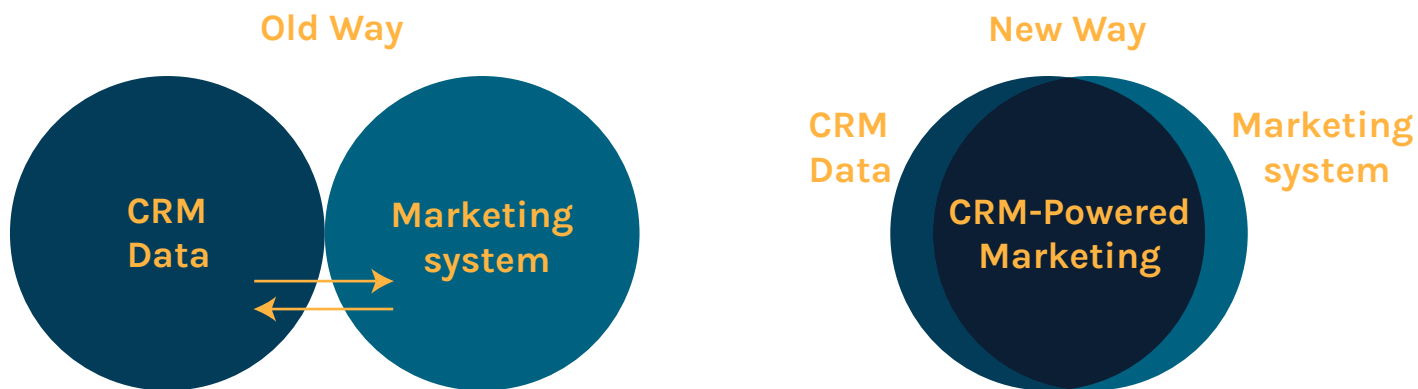 Old Way
CRM
Data
Marketing
system
New Way
CRM
Data
CRM-Powered
Marketing
Marketing
system